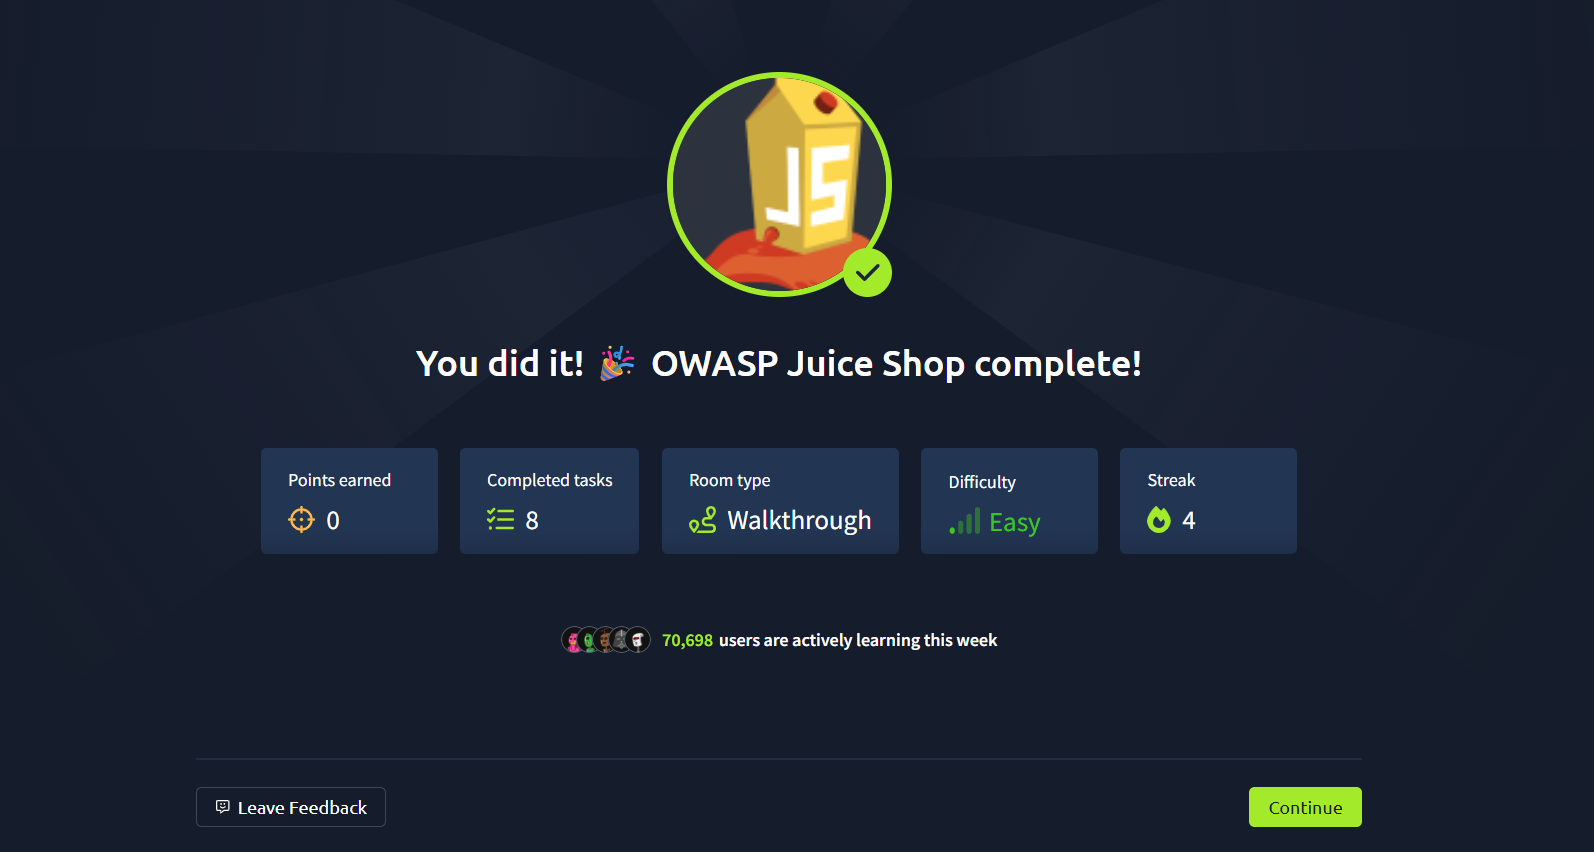 JS
You did it! 🎉 OWASP Juice Shop complete!
Points earned
0
Completed tasks
8
Room type
Walkthrough
Difficulty
Easy
Streak
4
70,698 users are actively learning this week
Leave Feedback
Continue